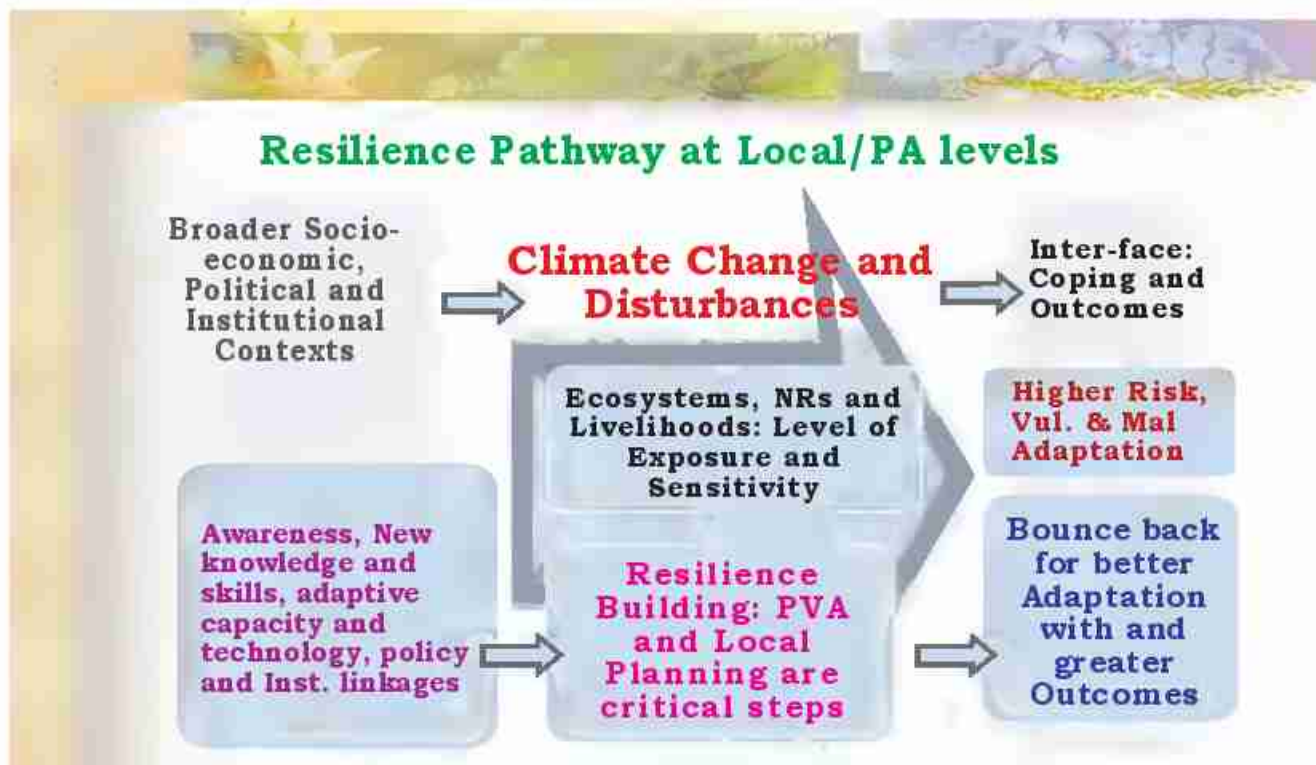 Resilience Pathway at Local/PA levels
Broader Socio-
economic,
Political and
Institutional
Contexts
Climate Change and
Disturbances
Inter-face:
Coping and
Outcomes
Ecosystems, NRs and
Livelihoods: Level of
Exposure and
Sensitivity
Higher Risk,
Vul. & Mal
Adaptation
Awareness, New
knowledge and
skills, adaptive
capacity and
technology, policy
and Inst. linkages
Resilience
Building: PVA
and Local
Planning are
critical steps
Bounce back
for better
Adaptation
with and
greater
Outcomes